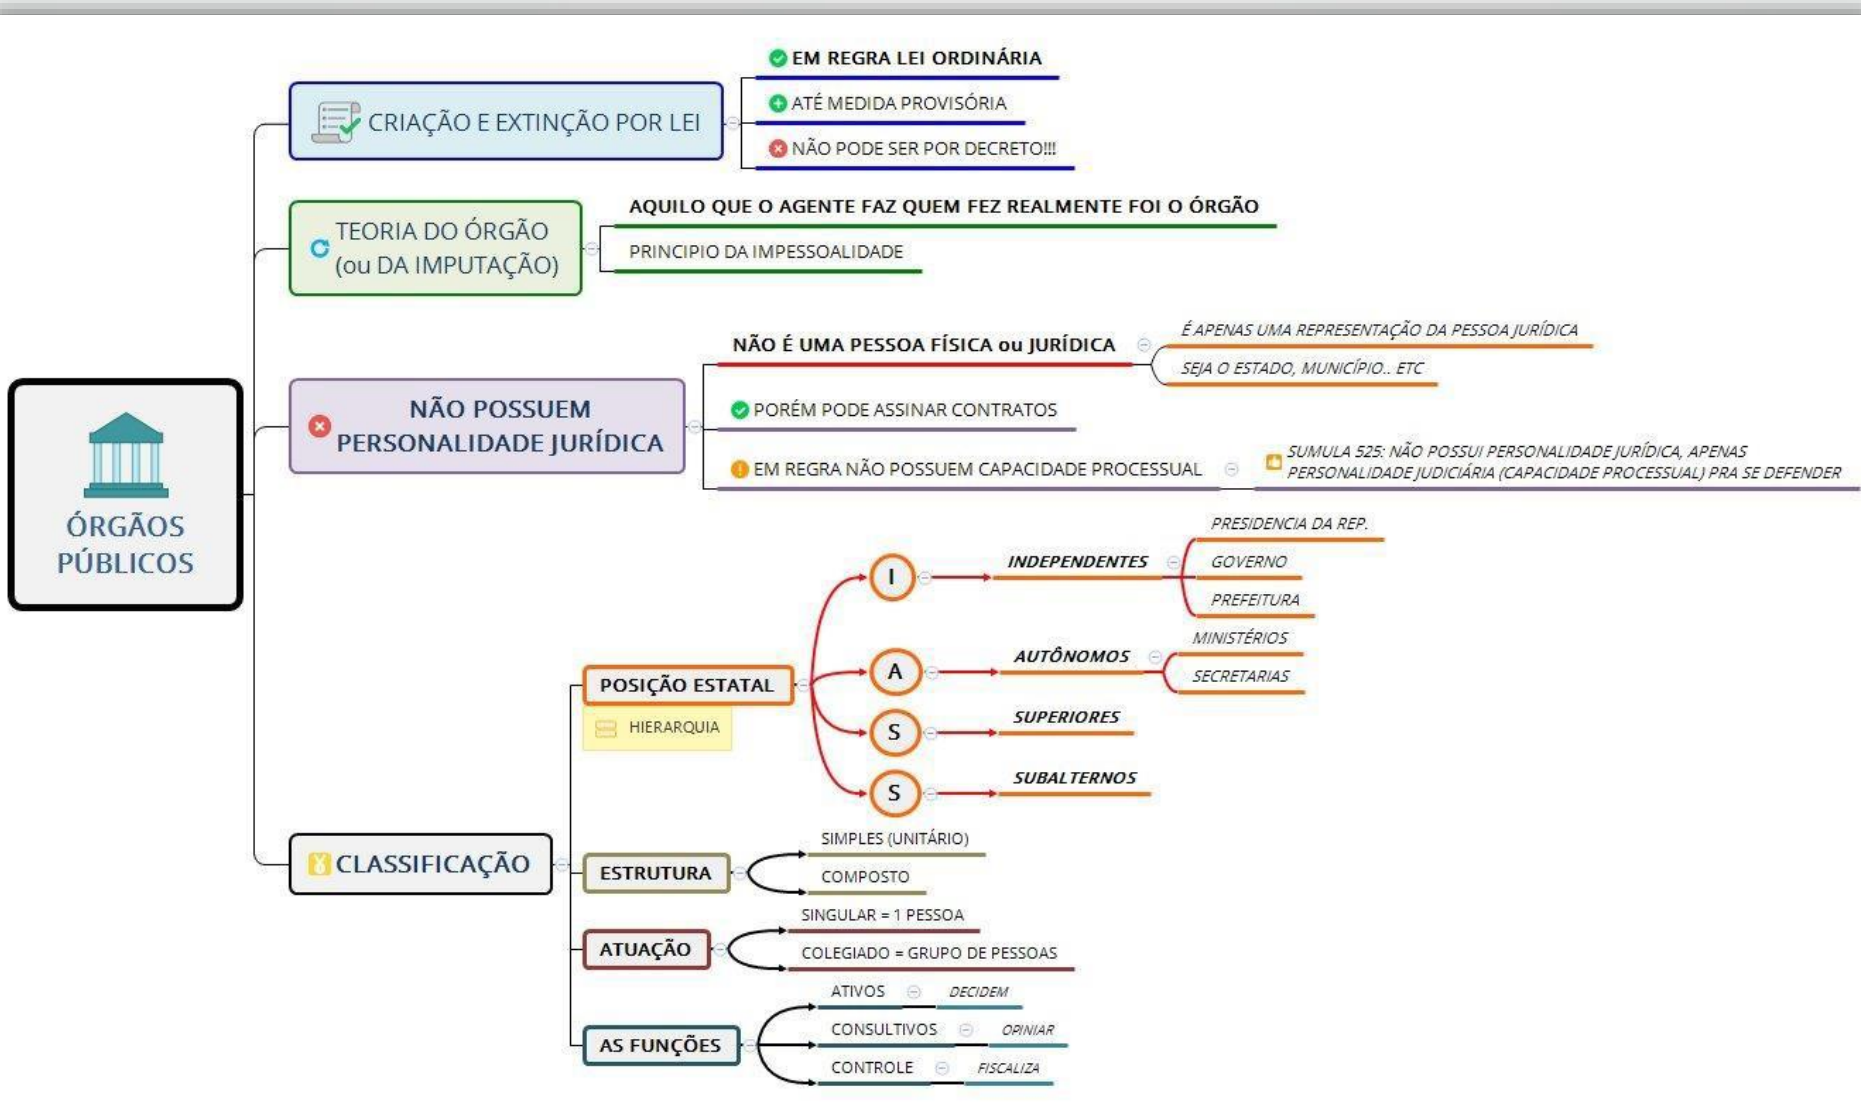 ÓRGÃOS
PÚBLICOS
CRIAÇÃO E EXTINÇÃO POR LEI
EM REGRA LEI ORDINÁRIA
ATÉ MEDIDA PROVISÓRIA
NÃO PODE SER POR DECRETO!!!
TEORIA DO ÓRGÃO
(ou DA IMPUTAÇÃO)
AQUILO QUE O AGENTE FAZ QUEM FEZ REALMENTE FOI O ÓRGÃO
PRINCIPIO DA IMPESSOALIDADE
NÃO POSSUEM
PERSONALIDADE JURÍDICA
NÃO É UMA PESSOA FÍSICA ou JURÍDICA
É APENAS UMA REPRESENTAÇÃO DA PESSOA JURÍDICA
SEJA O ESTADO, MUNICÍPIO.. ETC
PORÉM PODE ASSINAR CONTRATOS
EM REGRA NÃO POSSUEM CAPACIDADE PROCESSUAL
SUMULA 525: NÃO POSSUI PERSONALIDADE JURÍDICA, APENAS
PERSONALIDADE JUDICIÁRIA (CAPACIDADE PROCESSUAL) PRA SE DEFENDER
CLASSIFICAÇÃO
POSIÇÃO ESTATAL
HIERARQUIA
I
INDEPENDENTES
PRESIDENCIA DA REP.
GOVERNO
PREFEITURA
A
AUTÔNOMOS
MINISTÉRIOS
SECRETARIAS
S
SUPERIORES
S
SUBALTERNOS
ESTRUTURA
SIMPLES (UNITÁRIO)
COMPOSTO
ATUAÇÃO
SINGULAR = 1 PESSOA
COLEGIADO = GRUPO DE PESSOAS
AS FUNÇÕES
ATIVOS
DECIDEM
CONSULTIVOS
OPINIAR
CONTROLE
FISCALIZA